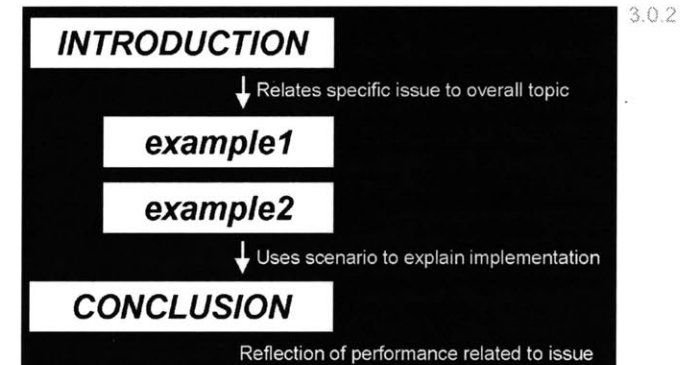 3.0.2
INTRODUCTION
Relates specific issue to overall topic
example1
example2
Uses scenario to explain implementation
CONCLUSION
Reflection of performance related to issue